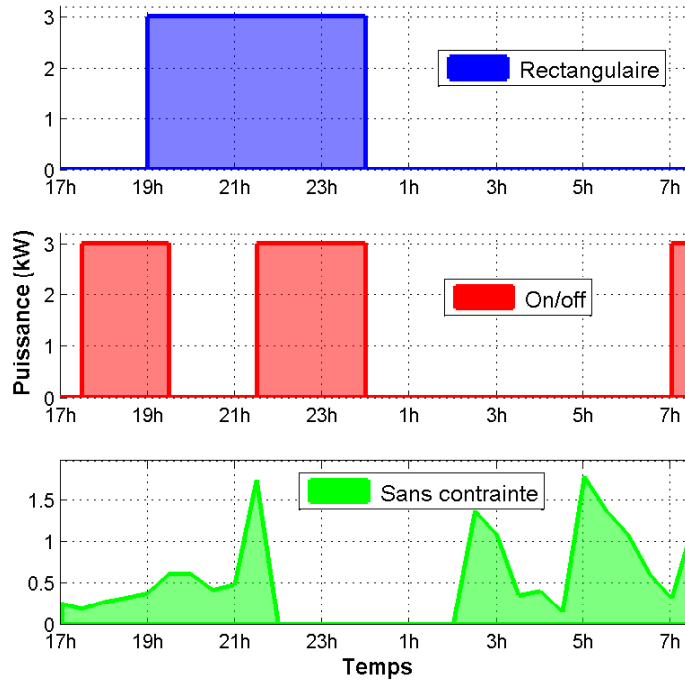 3
2
1
0
Rectangulaire
17h 19h 21h 23h 1h 3h 5h 7h
Puissance (kW)
3
2
1
0
On/off
17h 19h 21h 23h 1h 3h 5h 7h
1.5
1
0.5
0
Sans contrainte
17h 19h 21h 23h 1h 3h 5h 7h
Temps